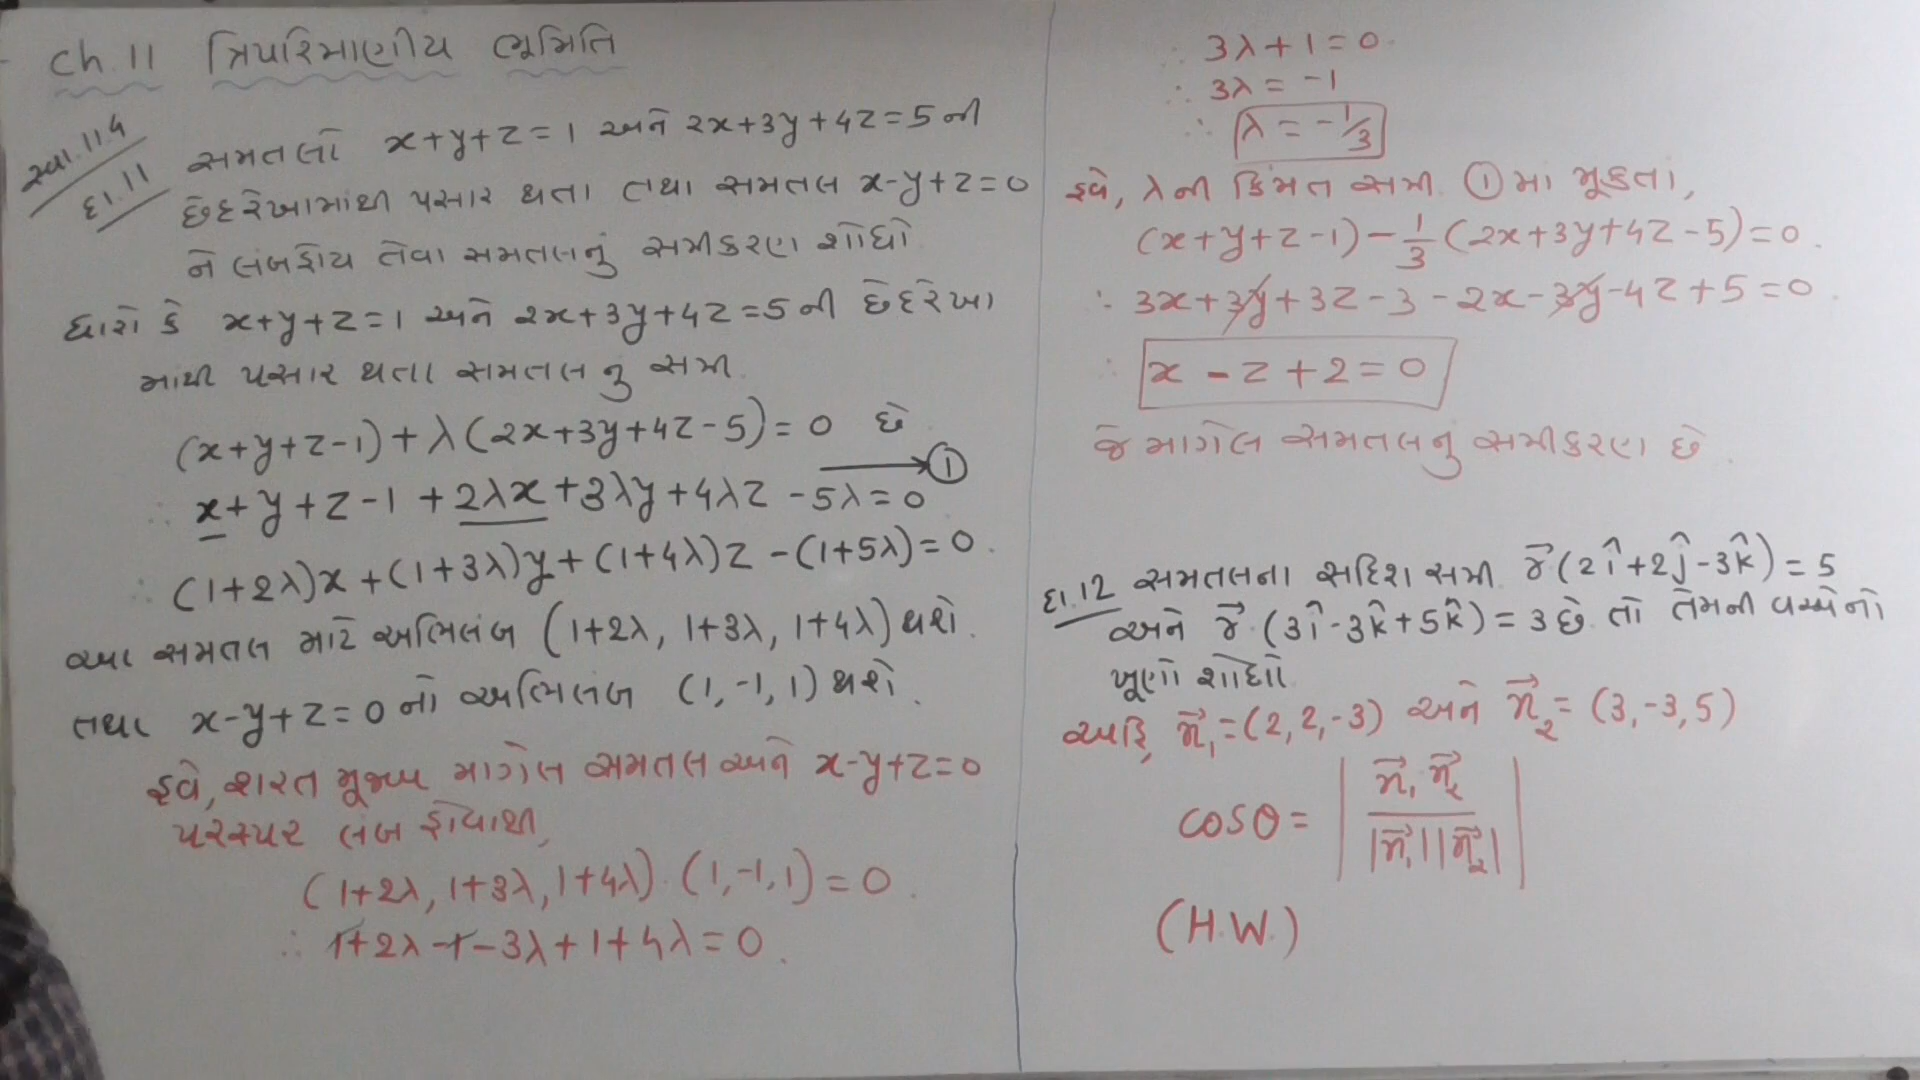 ch. 11 ત્રિપરિમાણીય ભૂમિતિ
સ્વા. 11.4
દા. 11 સમતલો x+y+z=1 અને 2x+3y+4z=5 ની
છેદરેખામાંથી પસાર થતા તથા સમતલ x-y+z=0
ને લંબહોય તેવા સમતલનું સમીકરણ શોધો
ધારો કે x+y+z=1 અને 2x+3y+4z=5 ની છેદરેખા
માથી પસાર થતા સમતલ નુ સમી.
(x+y+z-1)+λ(2x+3y+4z-5)=0 છે
→ ①
∴ x+y+z-1+2λx+3λy+4λz-5λ=0
∴ (1+2λ)x+(1+3λ)y+(1+4λ)z-(1+5λ)=0.
આ સમતલ માટે અભિલંબ (1+2λ, 1+3λ, 1+4λ) થશે.
તથા x-y+z=0 નો અભિલંબ (1,-1,1) થશે.
હવે, શરત મૂજબ માગેલ સમતલ અને x-y+z=0
પરસ્પર લંબ હોવાથી,
(1+2λ, 1+3λ, 1+4λ)·(1,-1,1)=0.
∴ 1+2λ-1-3λ+1+4λ=0.
∴ 3λ+1=0.
∴ 3λ=-1
∴ λ=-1/3
હવે, λ ની કિંમત સમી. ① મા મૂકતા,
(x+y+z-1)-1/3(2x+3y+4z-5)=0.
∴ 3x+3y+3z-3-2x-3y-4z+5=0.
∴ x-z+2=0
જે માગેલ સમતલનુ સમીકરણ છે.
દા. 12 સમતલના સદિશ સમી. r⃗(2î+2ĵ-3k̂)=5
અને r⃗·(3î-3k̂+5k̂)=3 છે. તો તેમની વચ્ચેનો
ખૂણો શોધો.
અહિ, n⃗₁=(2,2,-3) અને n⃗₂=(3,-3,5)
cosθ= | n⃗₁·n⃗₂ / |n⃗₁||n⃗₂| |
(H.W.)